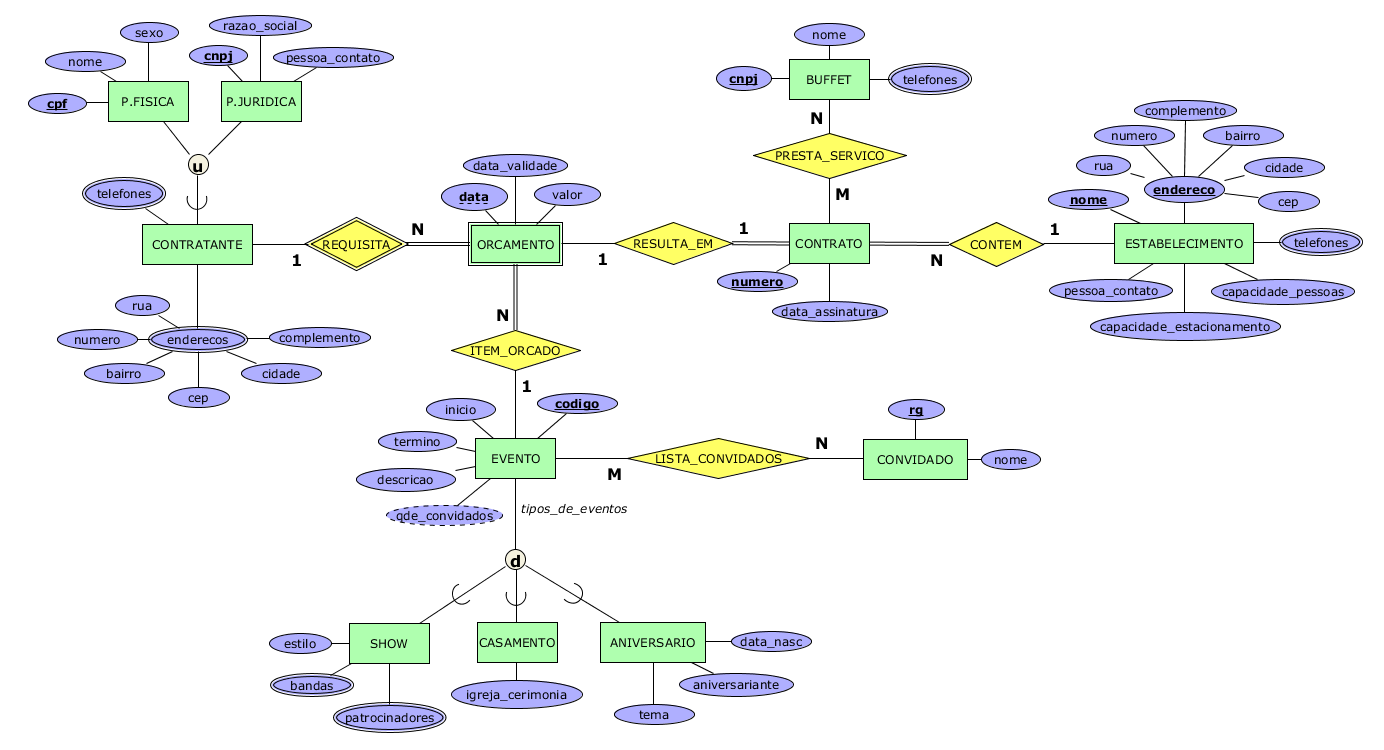 sexo
razao_social
nome
cnpj
pessoa_contato
cpf
P.FISICA
P.JURIDICA
u
telefones
CONTRATANTE
1
REQUISITA
N
rua
numero
enderecos
complemento
bairro
cidade
cep
data_validade
data
valor
ORCAMENTO
1
RESULTA_EM
1
nome
cnpj
BUFFET
telefones
N
PRESTA_SERVICO
M
CONTRATO
numero
data_assinatura
N
CONTEM
1
complemento
numero
bairro
rua
cidade
endereco
cep
nome
ESTABELECIMENTO
telefones
pessoa_contato
capacidade_pessoas
capacidade_estacionamento
N
ITEM_ORCADO
1
inicio
codigo
termino
EVENTO
descricao
qde_convidados
M
LISTA_CONVIDADOS
N
rg
CONVIDADO
nome
tipos_de_eventos
d
estilo
SHOW
bandas
patrocinadores
CASAMENTO
igreja_cerimonia
ANIVERSARIO
data_nasc
aniversariante
tema